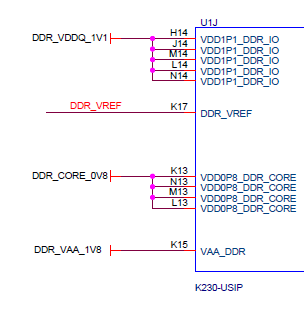 U1J
DDR_VDDQ_1V1 H14 VDD1P1_DDR_IO
J14 VDD1P1_DDR_IO
M14 VDD1P1_DDR_IO
L14 VDD1P1_DDR_IO
N14 VDD1P1_DDR_IO
DDR_VREF K17 DDR_VREF
DDR_CORE_0V8 K13 VDD0P8_DDR_CORE
N13 VDD0P8_DDR_CORE
M13 VDD0P8_DDR_CORE
L13 VDD0P8_DDR_CORE
DDR_VAA_1V8 K15 VAA_DDR
K230-USIP